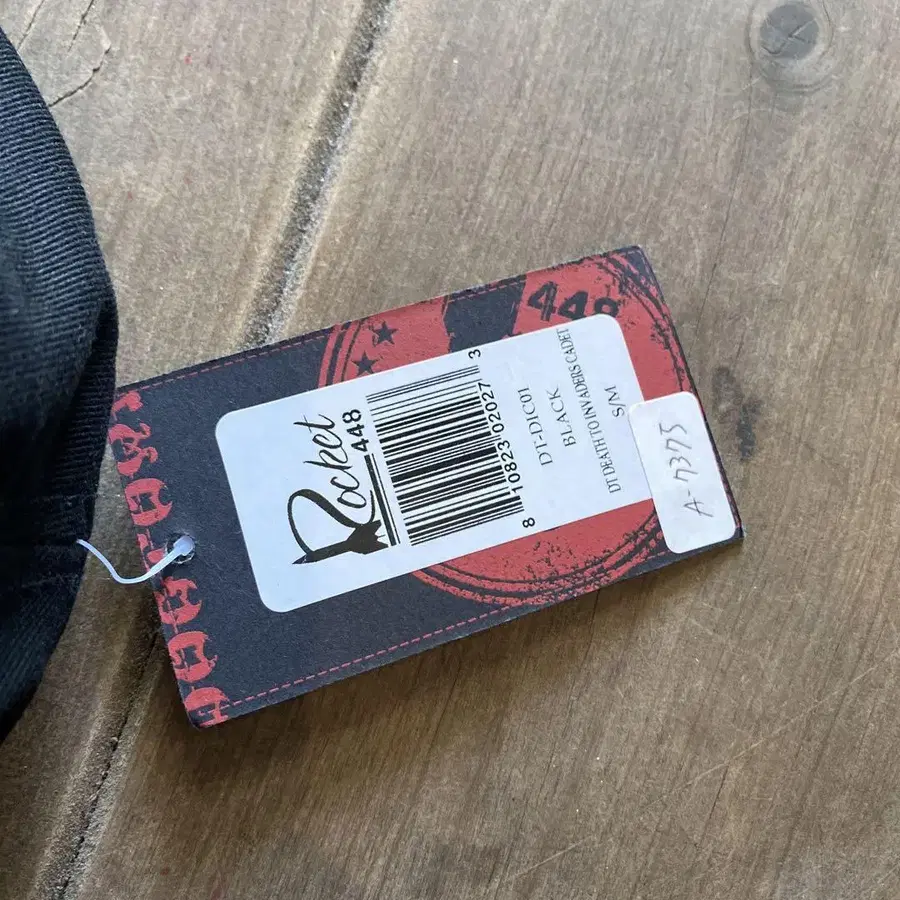 448
Rocket
448
8 10823 02027 3
DT-DIC01
BLACK
DT DEATH TO INVADERS CADET
S/M
A-7375